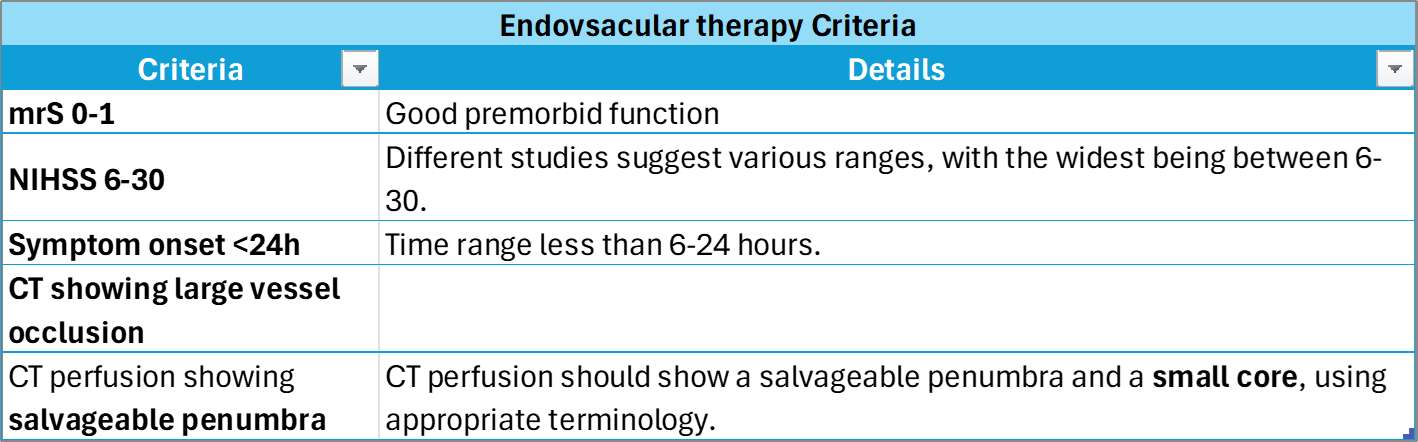 Endovsacular therapy Criteria
Criteria Details
mrS 0-1 Good premorbid function
NIHSS 6-30 Different studies suggest various ranges, with the widest being between 6-
30.
Symptom onset <24h Time range less than 6-24 hours.
CT showing large vessel
occlusion
CT perfusion showing CT perfusion should show a salvageable penumbra and a small core, using
salvageable penumbra appropriate terminology.